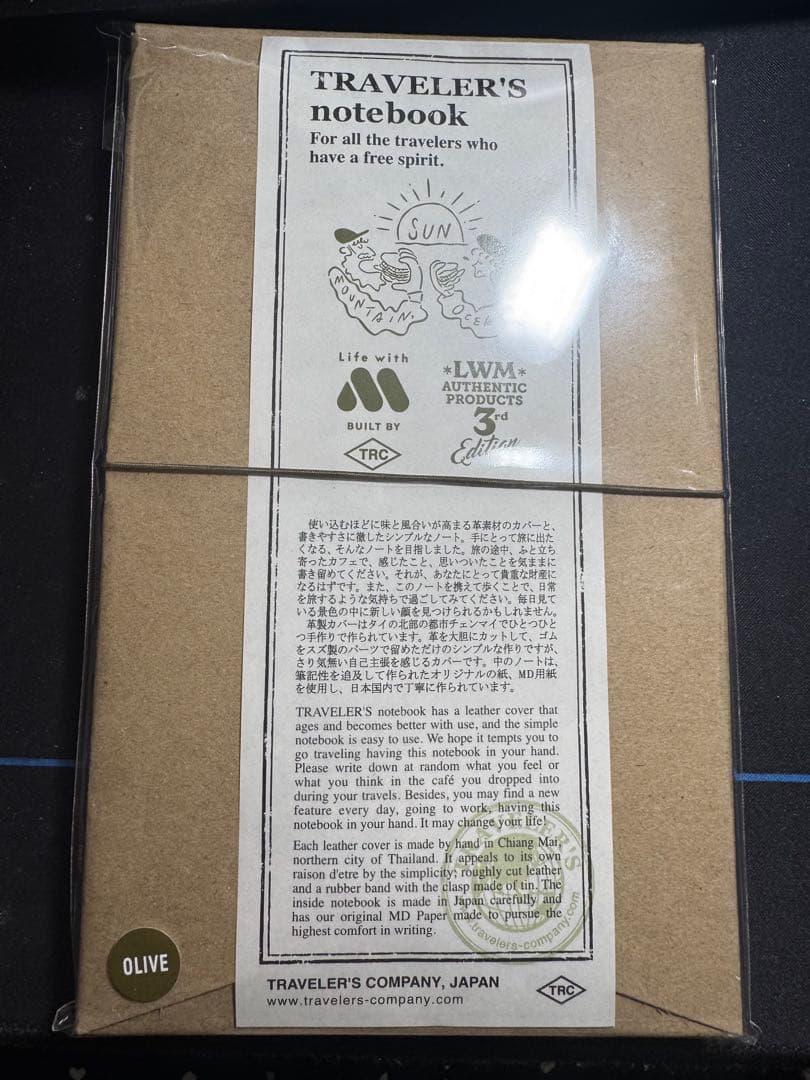 TRAVELER'S
notebook
For all the travelers who
have a free spirit.
SUN
MOUNTAIN,
Life with
BUILT BY
TRC
*LWM*
AUTHENTIC
PRODUCTS
3rd
Edition
使い込むほどに味と風合いが高まる革素材のカバーと、
書きやすさに徹したシンプルなノート。手にとって旅に出た
くなる、そんなノートを目指しました。旅の途中、ふと立ち
寄ったカフェで、感じたこと、思いついたことを気ままに
書き留めてください。それが、あなたにとって貴重な財産に
なるはずです。また、このノートを携えて歩くことで、日常
を旅するような気持ちで過ごしてみてください。毎日見て
いる景色の中に新しい顔を見つけられるかもしれません。
革製カバーはタイの北部の都市チェンマイでひとつひと
つ手作りで作られています。革を大胆にカットして、ゴム
をスズ製のパーツで留めただけのシンプルな作りですが、
さり気無い自己主張を感じるカバーです。中のノートは、
筆記性を追及して作られたオリジナルの紙、MD用紙
を使用し、日本国内で丁寧に作られています。
TRAVELER'S notebook has a leather cover that
ages and becomes better with use, and the simple
notebook is easy to use. We hope it tempts you to
go traveling having this notebook in your hand.
Please write down at random what you feel or
what you think in the café you dropped into
during your travels. Besides, you may find a new
feature every day, going to work, having this
notebook in your hand. It may change your life!
Each leather cover is made by hand in Chiang Mai,
northern city of Thailand. It appeals to its own
raison d'etre by the simplicity; roughly cut leather
and a rubber band with the clasp made of tin. The
inside notebook is made in Japan carefully and
has our original MD Paper made to pursue the
highest comfort in writing.
TRAVELER'S
www.travelers-company.com
OLIVE
TRAVELER'S COMPANY, JAPAN
www.travelers-company.com
TRC